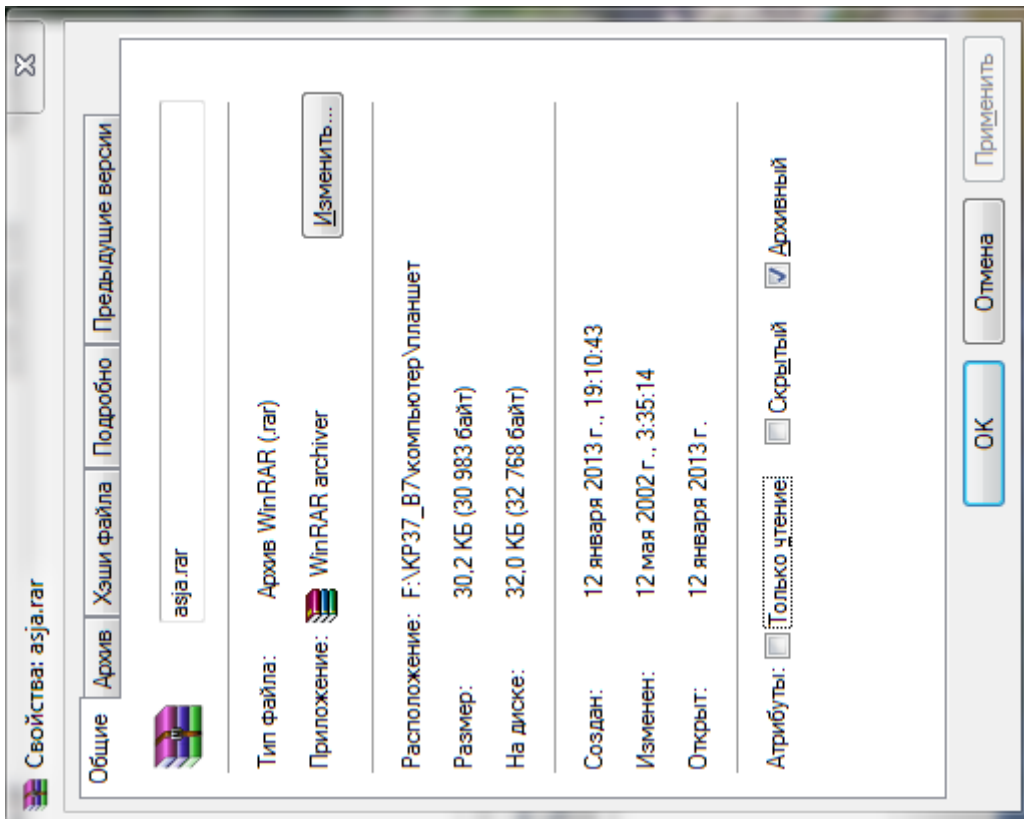 Свойства: asja.rar
Общие Архив Хэши файла Подробно Предыдущие версии
asja.rar
Тип файла: Архив WinRAR (.rar)
Приложение: WinRAR archiver Изменить...
Расположение: F:\KP37_B7\компьютер\планшет
Размер: 30,2 КБ (30 983 байт)
На диске: 32,0 КБ (32 768 байт)
Создан: 12 января 2013 г., 19:10:43
Изменен: 12 мая 2002 г., 3:35:14
Открыт: 12 января 2013 г.
Атрибуты: Только чтение Скрытый Архивный
ОК Отмена Применить